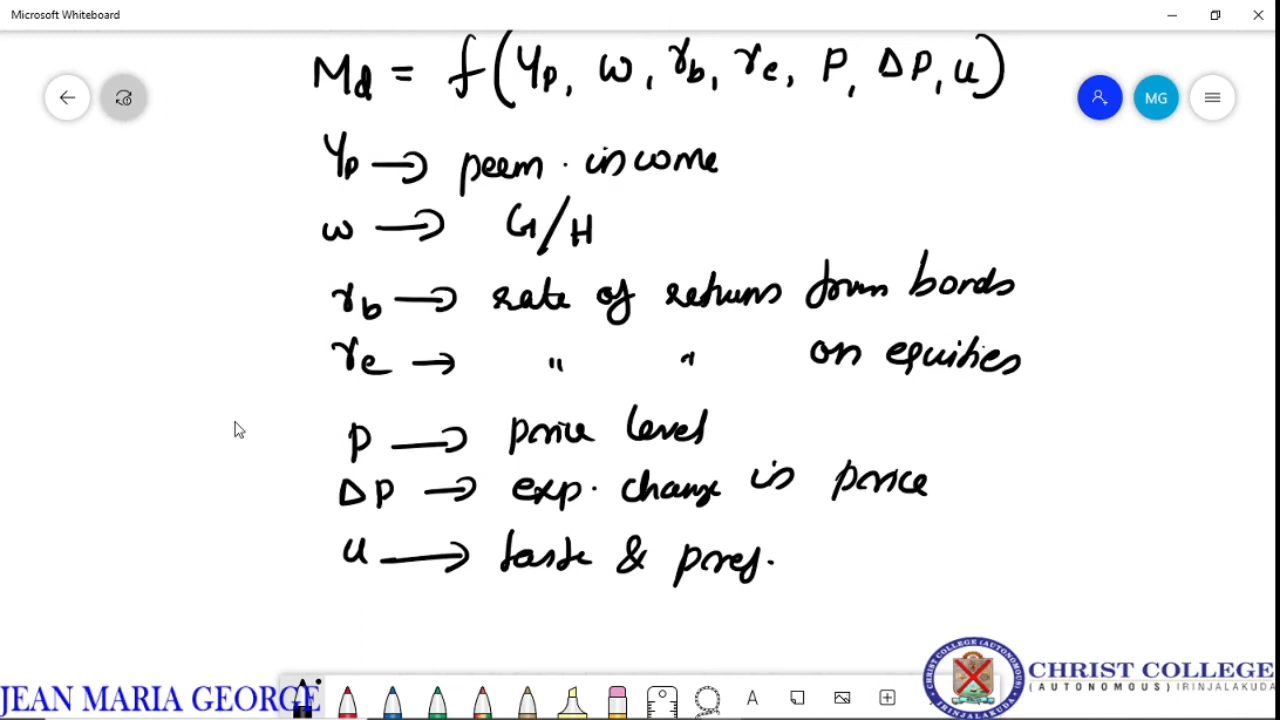 Microsoft Whiteboard
Md = f(Yp, w, rb, re, P, ΔP, u)
MG
Yp → perm. income
w → G/H
rb → rate of returns from bonds
re → " " on equities
P → price level
ΔP → exp. change in price
u → taste & pref.
JEAN MARIA GEORGE
A
CHRIST COLLEGE
(AUTONOMOUS) IRINJALAKUDA